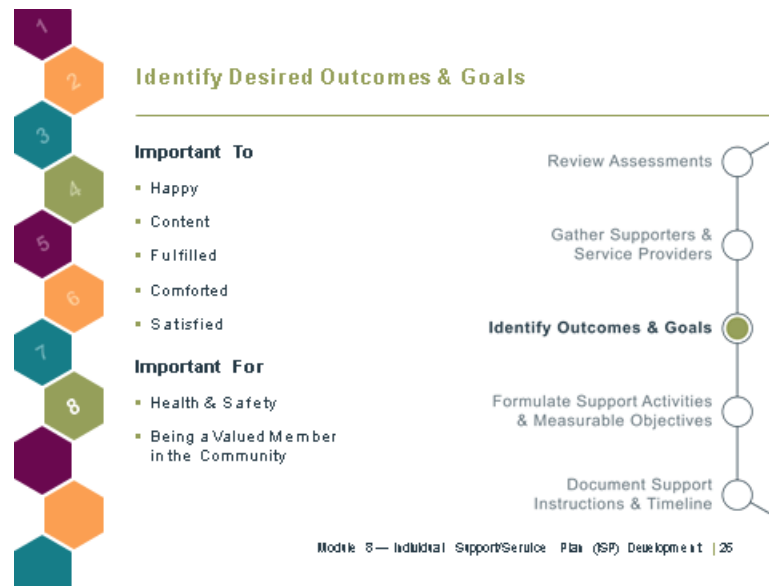 1
2
3
4
5
6
7
8
Identify Desired Outcomes & Goals
Important To
Happy
Content
Fulfilled
Comforted
Satisfied
Important For
Health & Safety
Being a Valued Member
in the Community
Review Assessments
Gather Supporters &
Service Providers
Identify Outcomes & Goals
Formulate Support Activities
& Measurable Objectives
Document Support
Instructions & Timeline
Module 8 — Individual Support/Service Plan (ISP) Development | 26